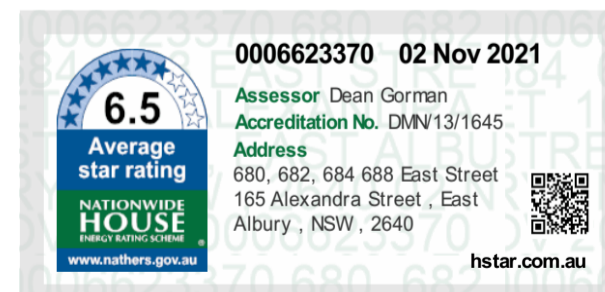 0006623370 02 Nov 2021
6.5
Average
star rating
NATIONWIDE
HOUSE
ENERGY RATING SCHEME
www.nathers.gov.au
Assessor Dean Gorman
Accreditation No. DMN/13/1645
Address
680, 682, 684 688 East Street
165 Alexandra Street , East
Albury , NSW , 2640
hstar.com.au